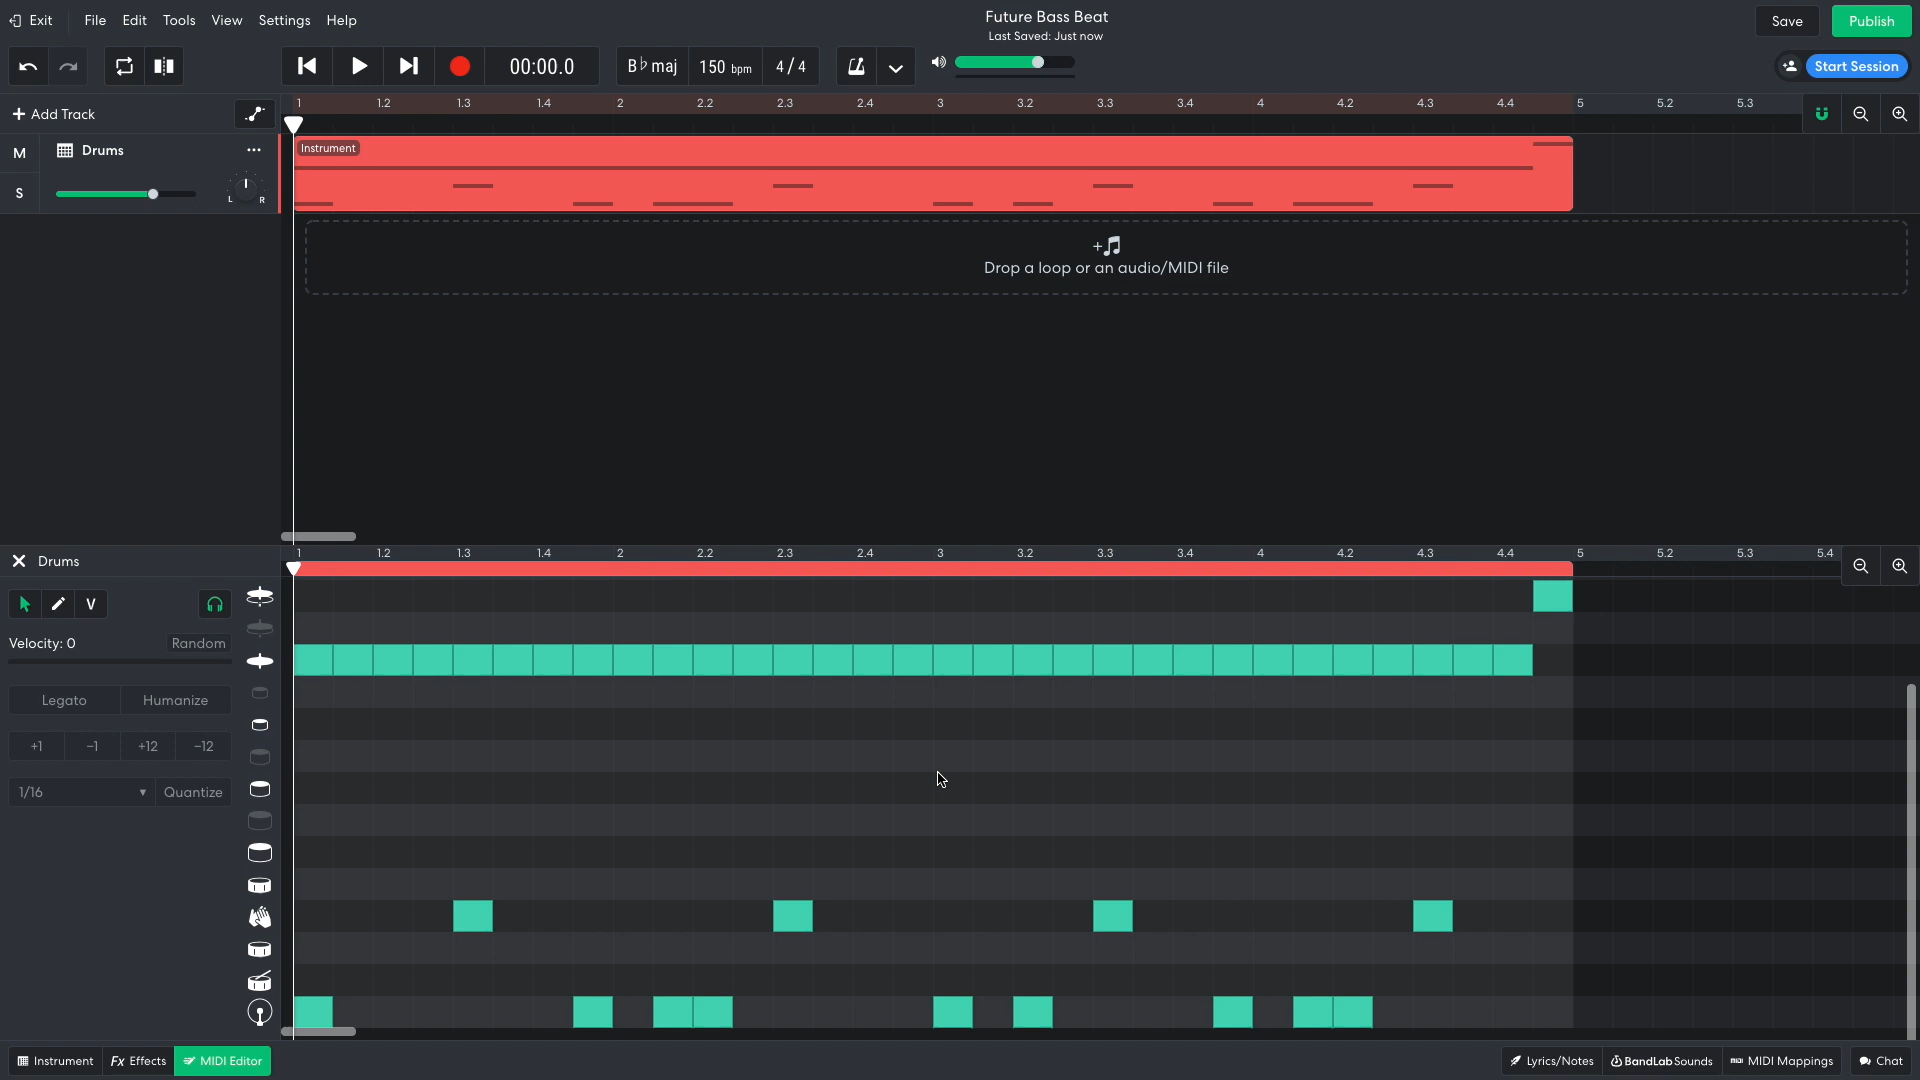 Exit File Edit Tools View Settings Help
Future Bass Beat
Last Saved: Just now
Save Publish
00:00.0 B♭ maj 150 bpm 4/4
Start Session
Add Track
1 1.2 1.3 1.4 2 2.2 2.3 2.4 3 3.2 3.3 3.4 4 4.2 4.3 4.4 5 5.2 5.3
M Drums ...
Instrument
S L R
Drop a loop or an audio/MIDI file
Drums
1 1.2 1.3 1.4 2 2.2 2.3 2.4 3 3.2 3.3 3.4 4 4.2 4.3 4.4 5 5.2 5.3 5.4
V
Velocity: 0 Random
Legato Humanize
+1 −1 +12 −12
1/16 Quantize
Instrument Fx Effects MIDI Editor Lyrics/Notes BandLab Sounds MIDI Mappings Chat